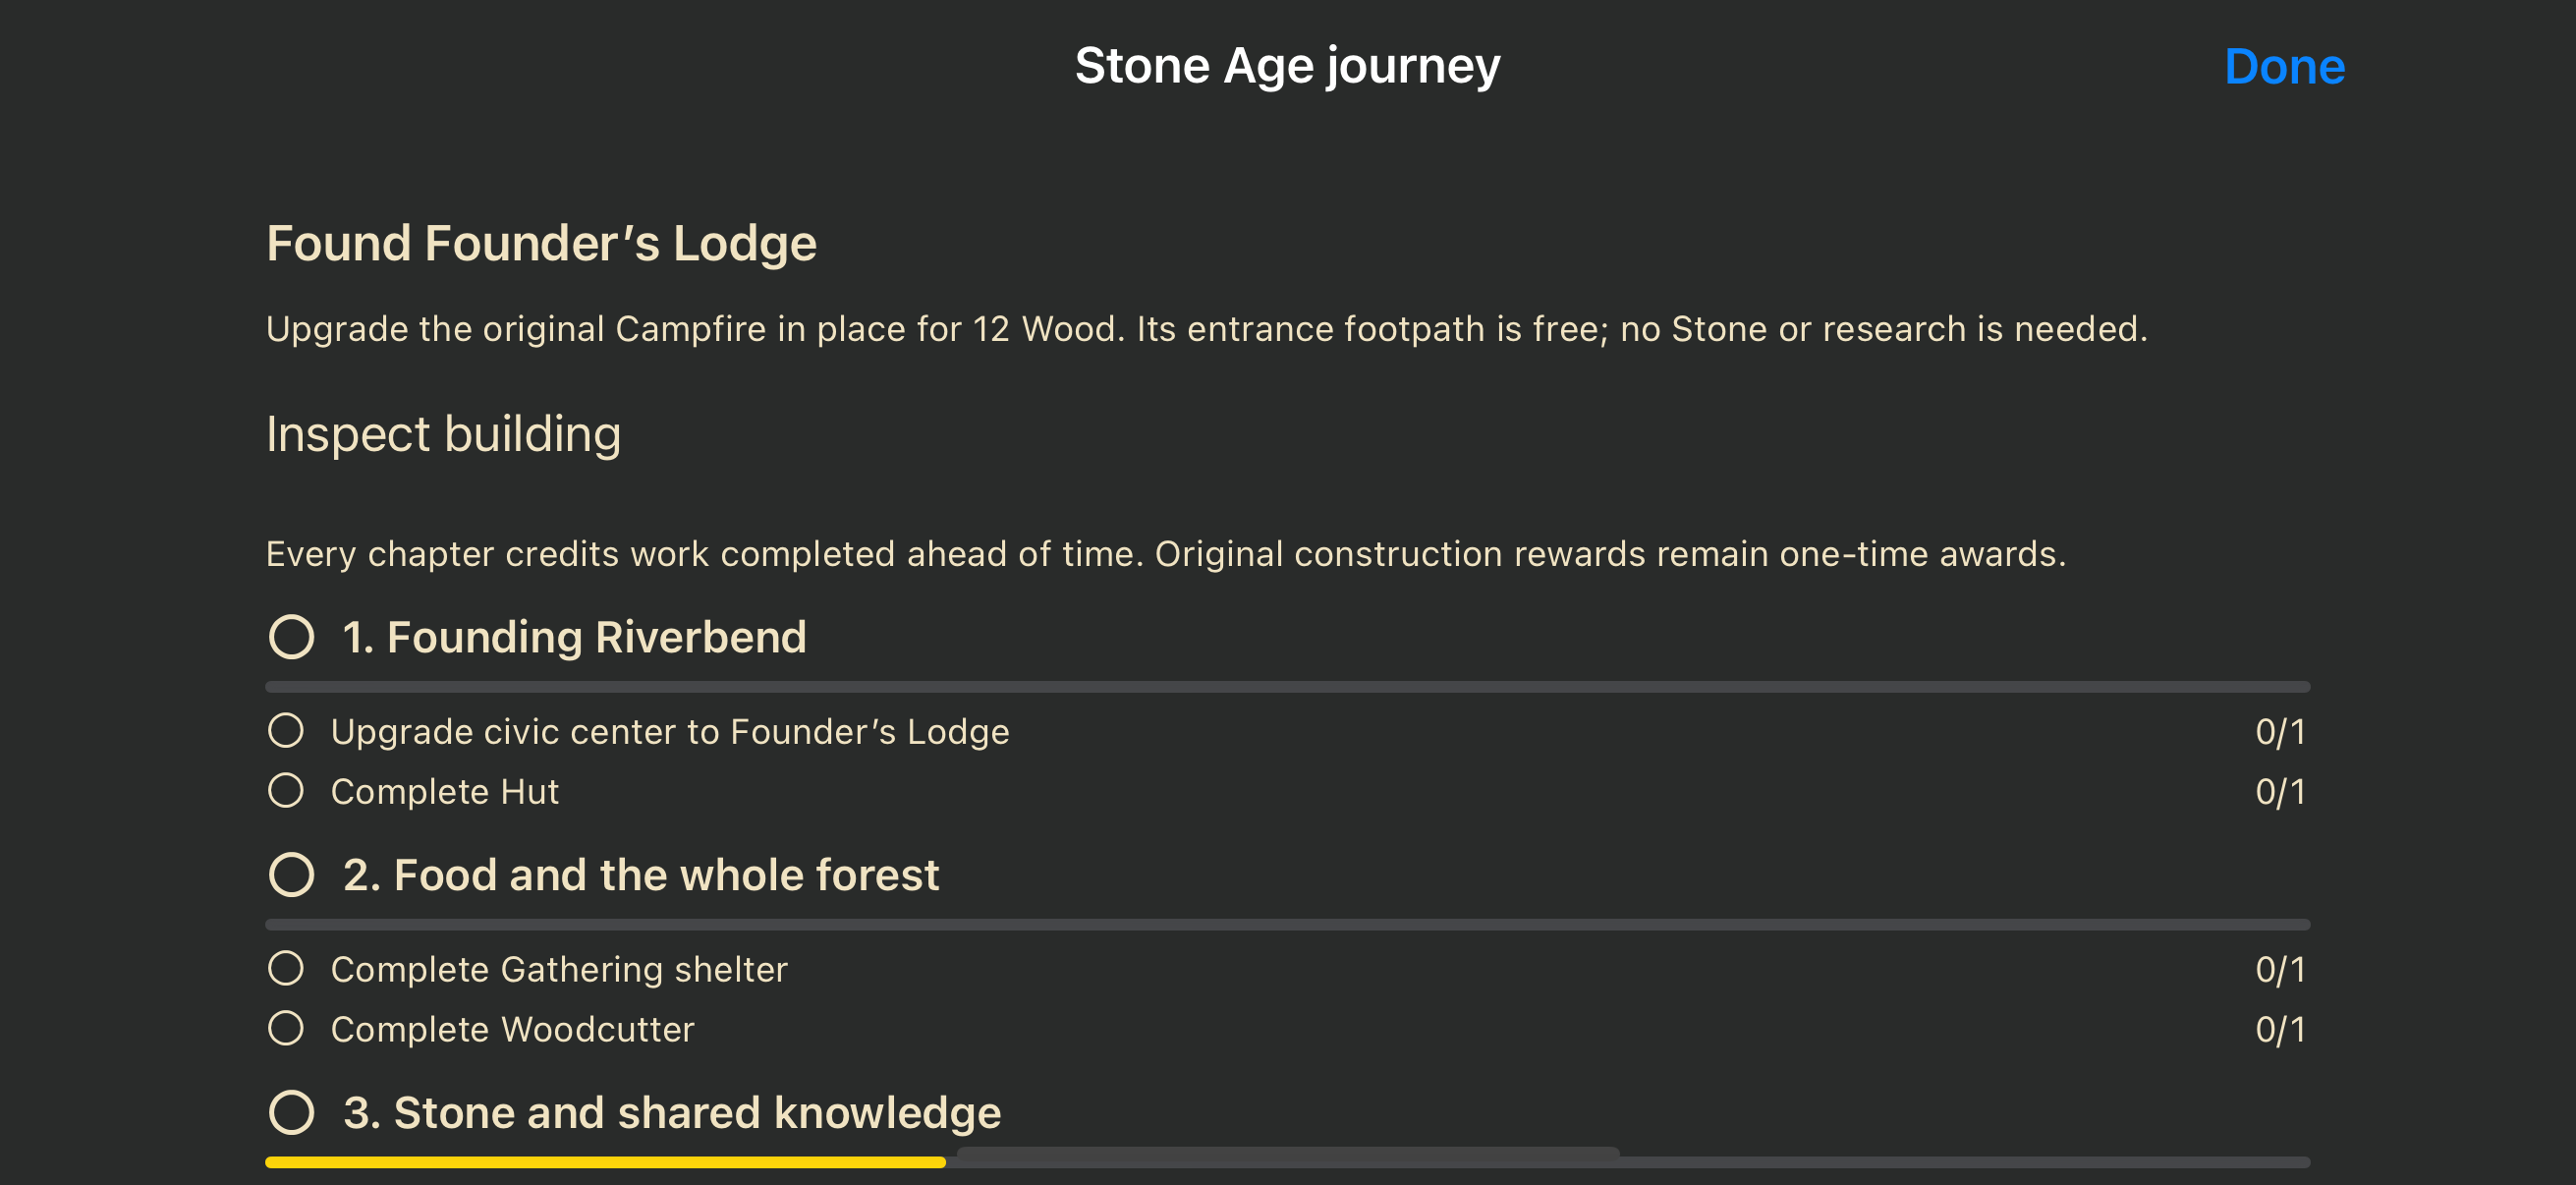 Stone Age journey
Done
Found Founder’s Lodge
Upgrade the original Campfire in place for 12 Wood. Its entrance footpath is free; no Stone or research is needed.
Inspect building
Every chapter credits work completed ahead of time. Original construction rewards remain one-time awards.
1. Founding Riverbend
Upgrade civic center to Founder’s Lodge 0/1
Complete Hut 0/1
2. Food and the whole forest
Complete Gathering shelter 0/1
Complete Woodcutter 0/1
3. Stone and shared knowledge